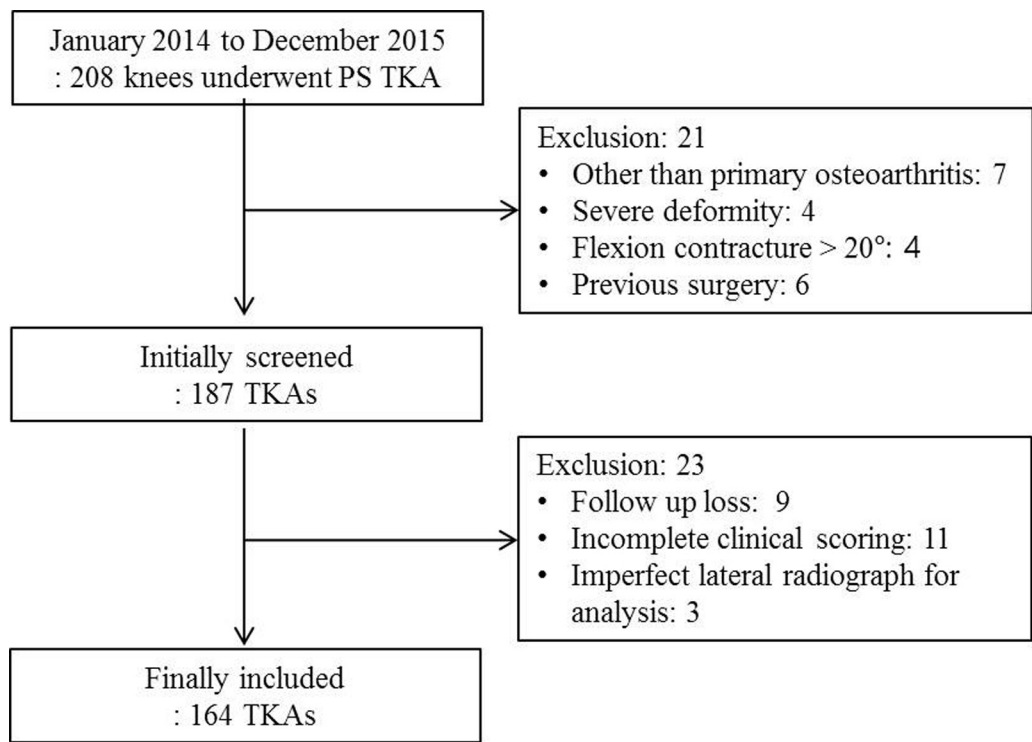 January 2014 to December 2015
: 208 knees underwent PS TKA
Exclusion: 21
• Other than primary osteoarthritis: 7
• Severe deformity: 4
• Flexion contracture > 20°: 4
• Previous surgery: 6
Initially screened
: 187 TKAs
Exclusion: 23
• Follow up loss: 9
• Incomplete clinical scoring: 11
• Imperfect lateral radiograph for
analysis: 3
Finally included
: 164 TKAs